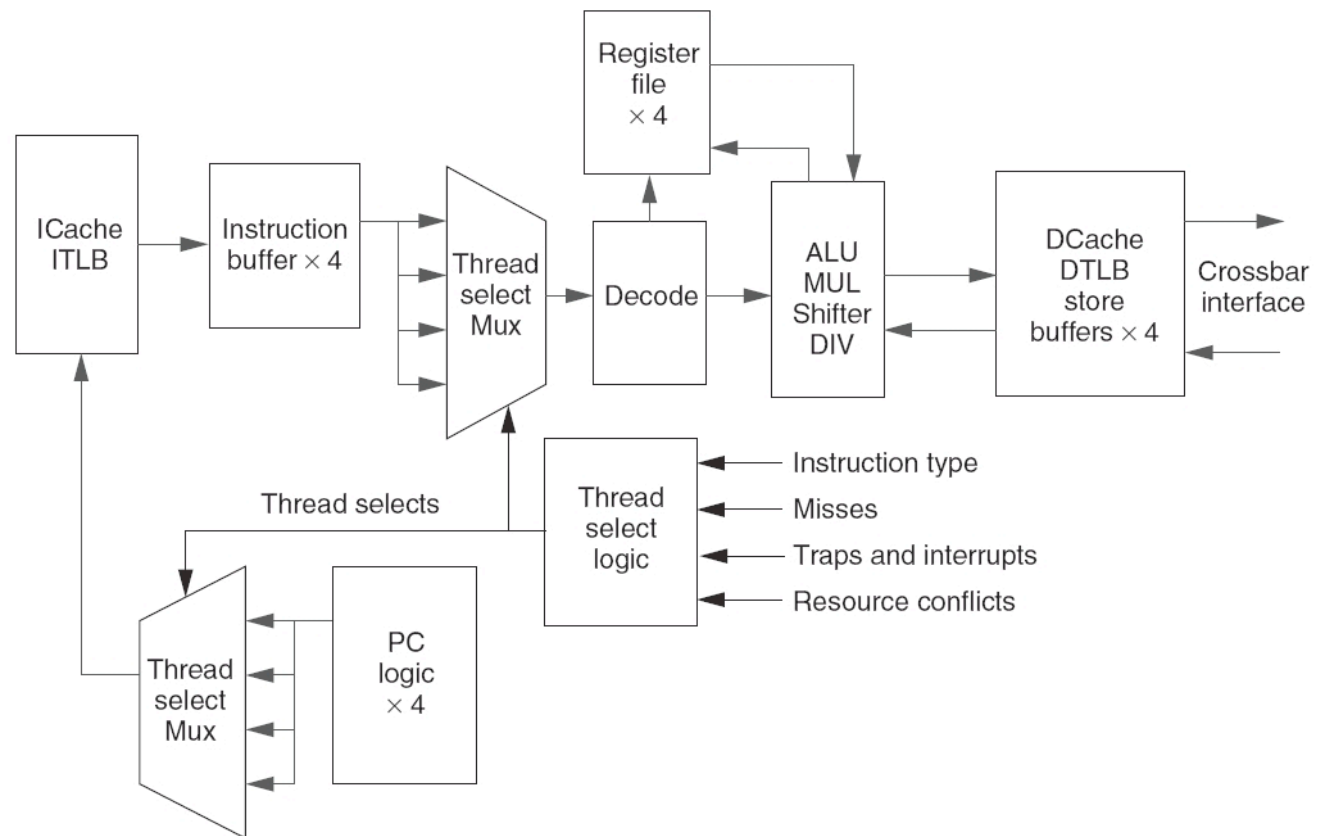 Register
file
× 4
ICache
ITLB
Instruction
buffer × 4
Thread
select
Mux
Decode
ALU
MUL
Shifter
DIV
DCache
DTLB
store
buffers × 4
Crossbar
interface
Thread selects
Thread
select
logic
Instruction type
Misses
Traps and interrupts
Resource conflicts
Thread
select
Mux
PC
logic
× 4